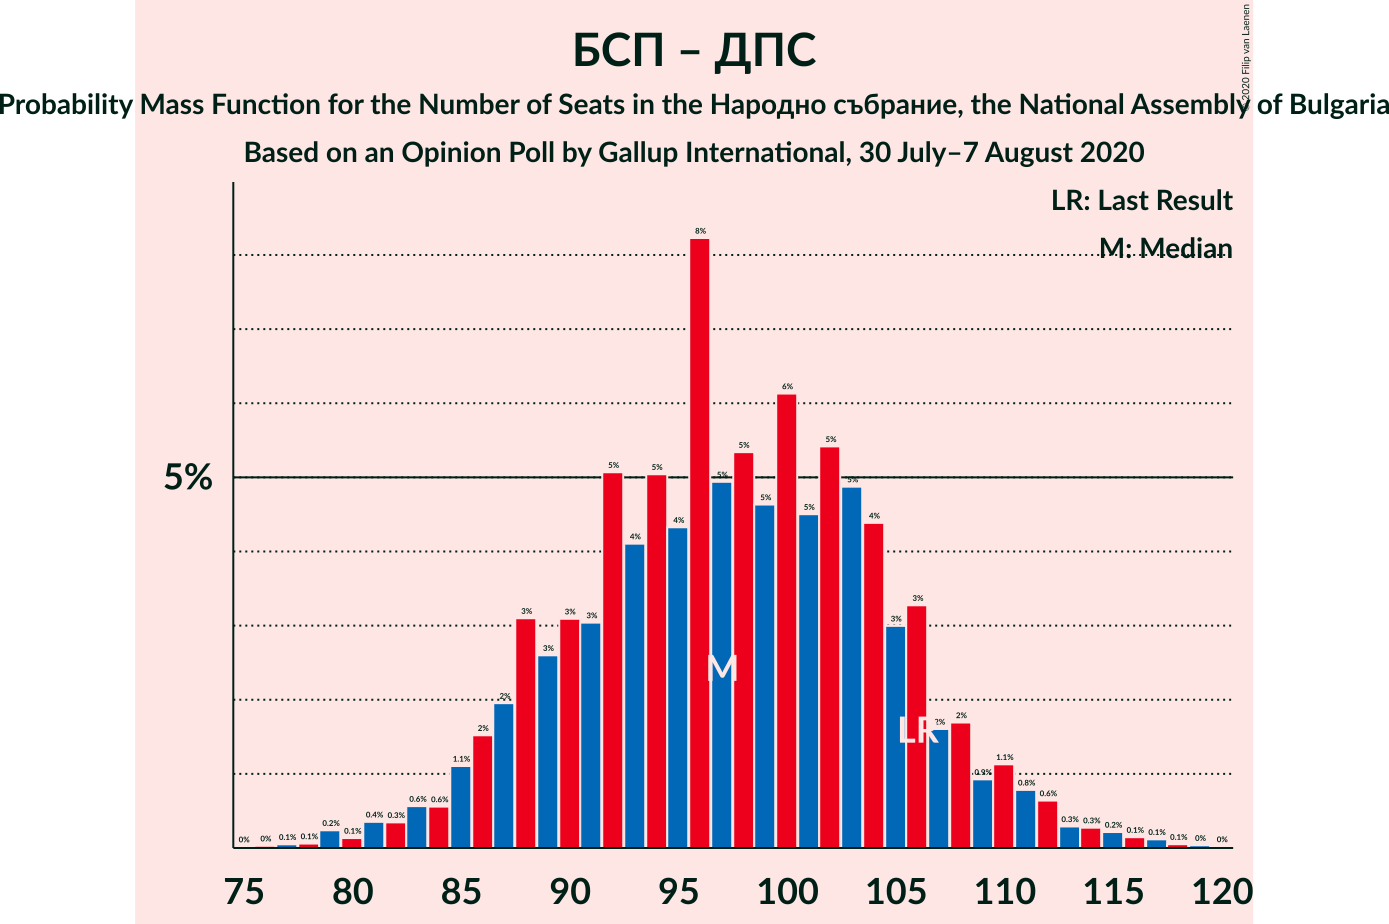 БСП – ДПС
© 2020 Filip van Laenen
Probability Mass Function for the Number of Seats in the Народно събрание, the National Assembly of Bulgaria
Based on an Opinion Poll by Gallup International, 30 July–7 August 2020
LR: Last Result
M: Median
5%
0% 0% 0.1% 0.1% 0.2% 0.1% 0.4% 0.3% 0.6% 0.6% 1.1% 2% 2% 3% 3% 3% 3% 5% 4% 5% 4% 8% 5% 5% 5% 6% 5% 5% 5% 4% 3% 3% 2% 2% 0.9% 1.1% 0.8% 0.6% 0.3% 0.3% 0.2% 0.1% 0.1% 0.1% 0% 0%
M
LR
75 80 85 90 95 100 105 110 115 120